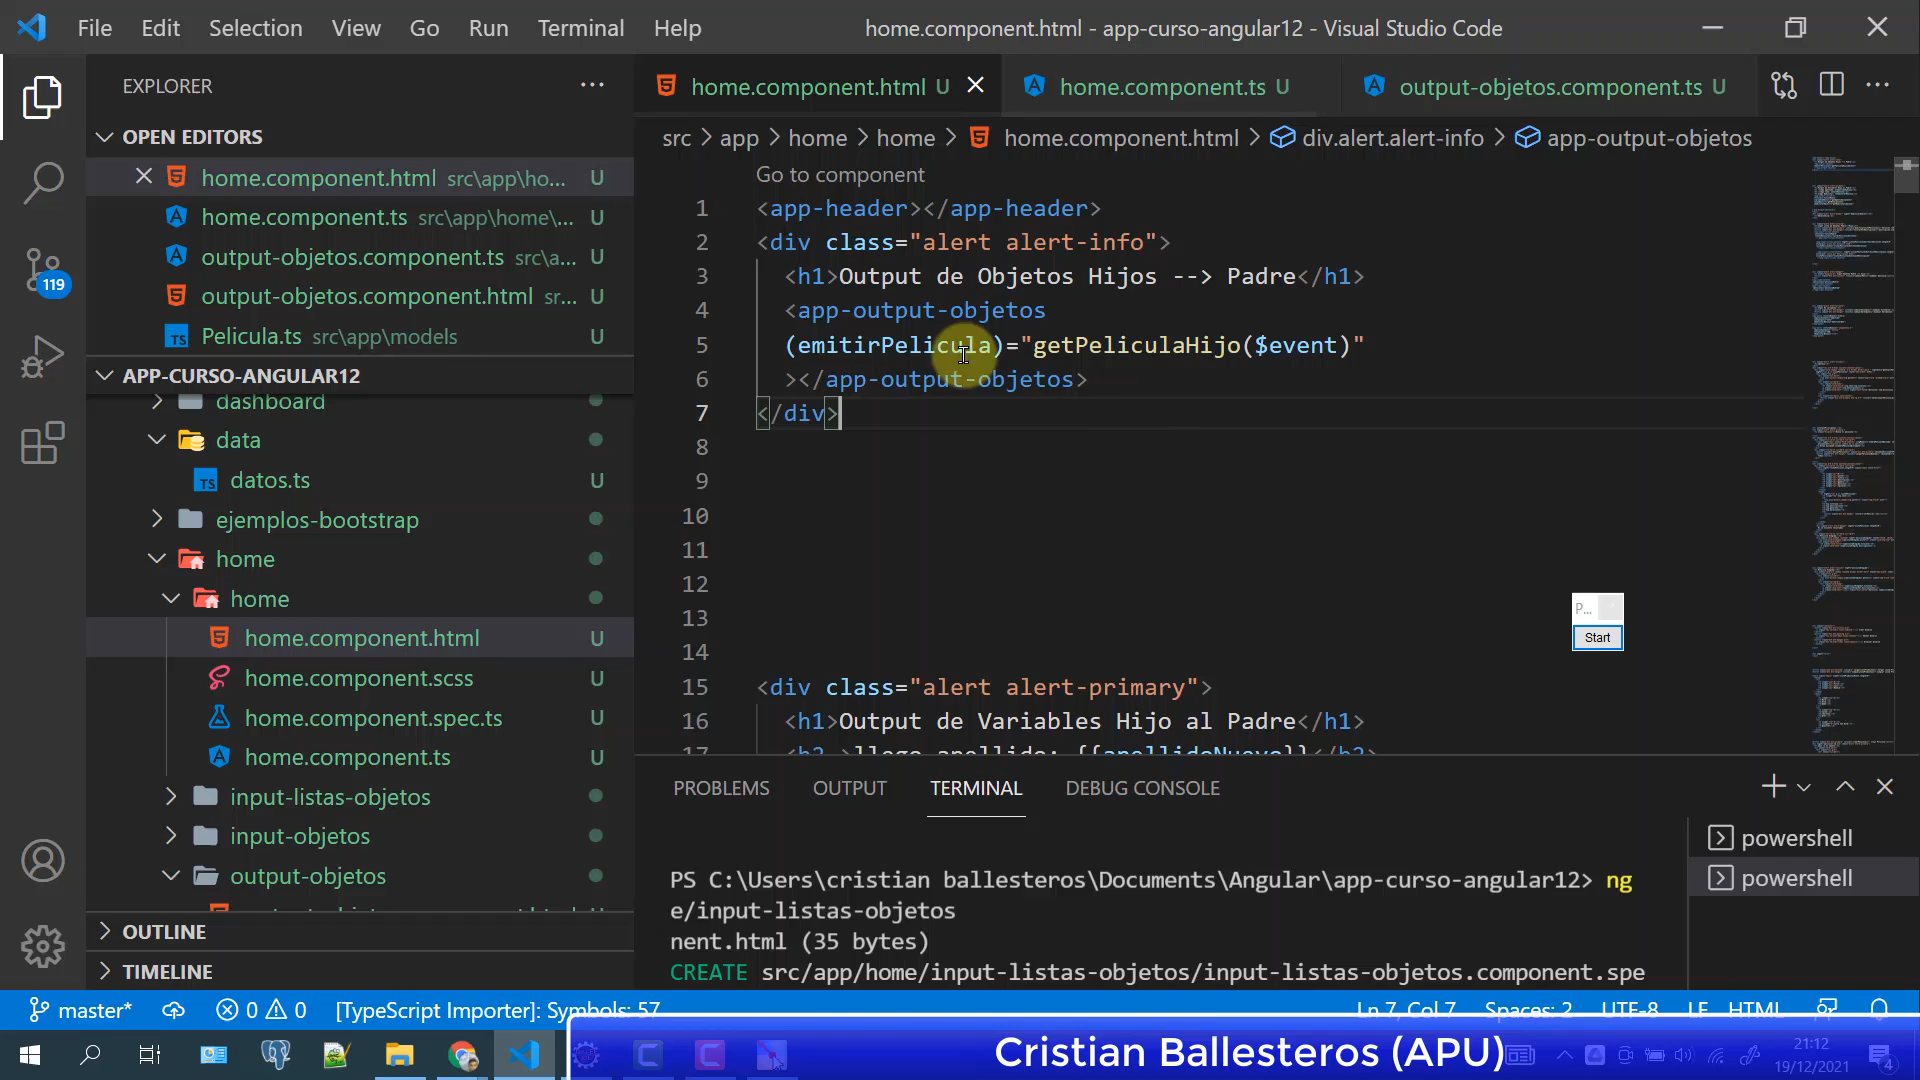 File Edit Selection View Go Run Terminal Help home.component.html - app-curso-angular12 - Visual Studio Code
EXPLORER
OPEN EDITORS
home.component.html src\app\ho... U
home.component.ts src\app\home\... U
output-objetos.component.ts src\a... U
output-objetos.component.html sr... U
TS Pelicula.ts src\app\models U
APP-CURSO-ANGULAR12
dashboard
data
TS datos.ts U
ejemplos-bootstrap
home
home
home.component.html U
home.component.scss U
home.component.spec.ts U
home.component.ts U
input-listas-objetos
input-objetos
output-objetos
OUTLINE
TIMELINE
119
home.component.html U home.component.ts U output-objetos.component.ts U
src > app > home > home > home.component.html > div.alert.alert-info > app-output-objetos
Go to component
1 <app-header></app-header>
2 <div class="alert alert-info">
3 <h1>Output de Objetos Hijos --> Padre</h1>
4 <app-output-objetos
5 (emitirPelicula)="getPeliculaHijo($event)"
6 ></app-output-objetos>
7 </div>
8
9
10
11
12
13
14
15 <div class="alert alert-primary">
16 <h1>Output de Variables Hijo al Padre</h1>
17 <h2 >llego apellido: {{apellidoNuevo}}</h2>
P...
Start
PROBLEMS OUTPUT TERMINAL DEBUG CONSOLE
powershell
powershell
PS C:\Users\cristian ballesteros\Documents\Angular\app-curso-angular12> ng
e/input-listas-objetos
nent.html (35 bytes)
CREATE src/app/home/input-listas-objetos/input-listas-objetos.component.spe
master* 0 0 [TypeScript Importer]: Symbols: 57 Ln 7, Col 7 Spaces: 2 UTF-8 LF HTML
Cristian Ballesteros (APU)
21:12
19/12/2021
4